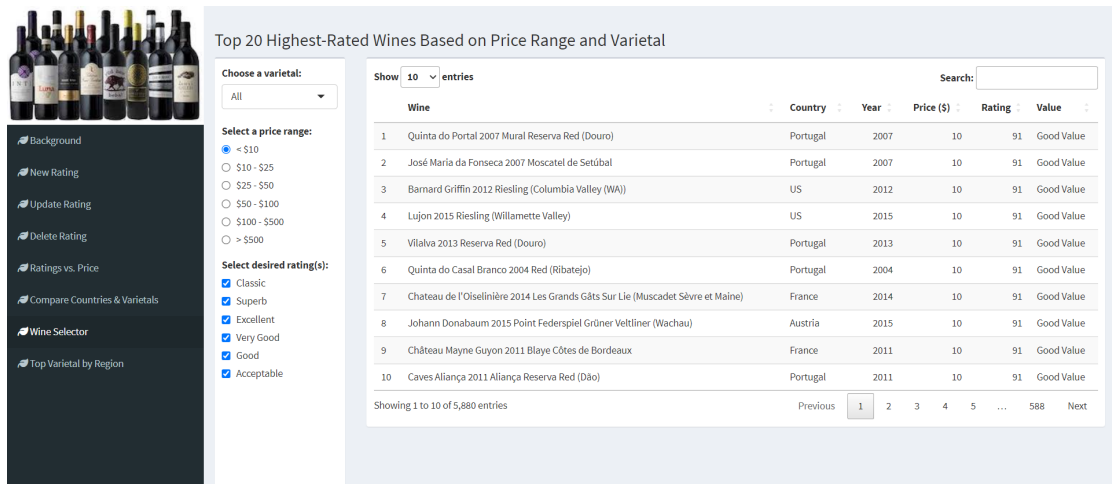 Top 20 Highest-Rated Wines Based on Price Range and Varietal
Background
New Rating
Update Rating
Delete Rating
Ratings vs. Price
Compare Countries & Varietals
Wine Selector
Top Varietal by Region
Choose a varietal:
All
Select a price range:
< $10
$10 - $25
$25 - $50
$50 - $100
$100 - $500
> $500
Select desired rating(s):
Classic
Superb
Excellent
Very Good
Good
Acceptable
Show 10 entries Search:
Wine Country Year Price ($) Rating Value
1 Quinta do Portal 2007 Mural Reserva Red (Douro) Portugal 2007 10 91 Good Value
2 José Maria da Fonseca 2007 Moscatel de Setúbal Portugal 2007 10 91 Good Value
3 Barnard Griffin 2012 Riesling (Columbia Valley (WA)) US 2012 10 91 Good Value
4 Lujon 2015 Riesling (Willamette Valley) US 2015 10 91 Good Value
5 Vilalva 2013 Reserva Red (Douro) Portugal 2013 10 91 Good Value
6 Quinta do Casal Branco 2004 Red (Ribatejo) Portugal 2004 10 91 Good Value
7 Chateau de l'Oiselinière 2014 Les Grands Gâts Sur Lie (Muscadet Sèvre et Maine) France 2014 10 91 Good Value
8 Johann Donabaum 2015 Point Federspiel Grüner Veltliner (Wachau) Austria 2015 10 91 Good Value
9 Château Mayne Guyon 2011 Blaye Côtes de Bordeaux France 2011 10 91 Good Value
10 Caves Aliança 2011 Aliança Reserva Red (Dão) Portugal 2011 10 91 Good Value
Showing 1 to 10 of 5,880 entries Previous 1 2 3 4 5 … 588 Next